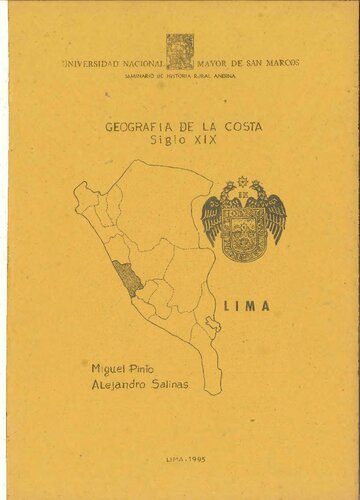 UNIVERSIDAD NACIONAL MAYOR DE SAN MARCOS
SEMINARIO DE HISTORIA RURAL ANDINA
GEOGRAFIA DE LA COSTA
Siglo XIX
LIMA
Miguel Pinto
ALejandro Salinas
LIMA - 1995